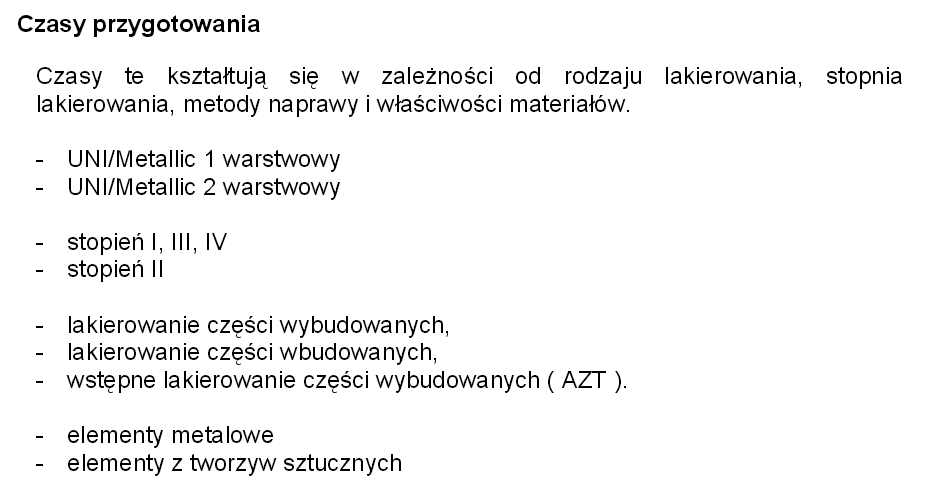 Czasy przygotowania
Czasy te kształtują się w zależności od rodzaju lakierowania, stopnia
lakierowania, metody naprawy i właściwości materiałów.
- UNI/Metallic 1 warstwowy
- UNI/Metallic 2 warstwowy
- stopień I, III, IV
- stopień II
- lakierowanie części wybudowanych,
- lakierowanie części wbudowanych,
- wstępne lakierowanie części wybudowanych ( AZT ).
- elementy metalowe
- elementy z tworzyw sztucznych